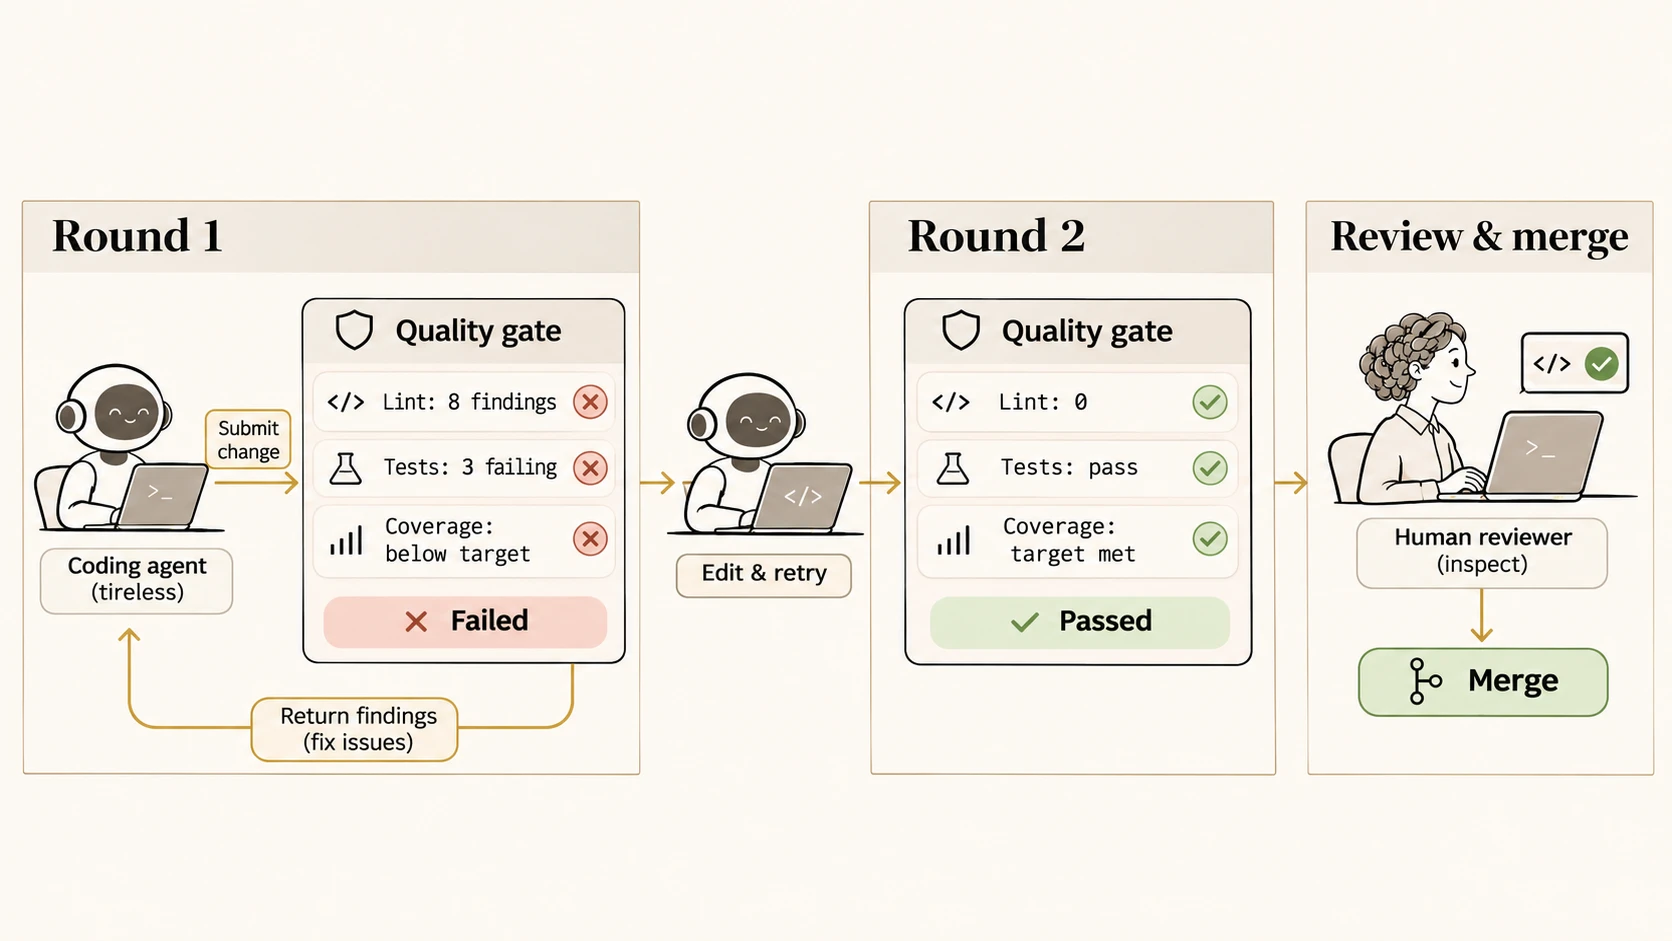 Round 1
Submit
change
>_
Coding agent
(tireless)
Quality gate
</> Lint: 8 findings
Tests: 3 failing
Coverage:
below target
Failed
Return findings
(fix issues)
</>
Edit & retry
Round 2
Quality gate
</> Lint: 0
Tests: pass
Coverage:
target met
Passed
Review & merge
</>
>_
Human reviewer
(inspect)
Merge